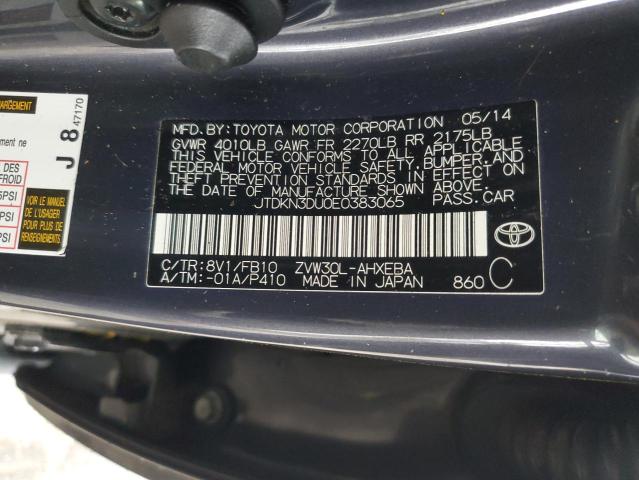 MFD. BY: TOYOTA MOTOR CORPORATION 05/14
GVWR 4010LB GAWR FR 2270LB RR 2175LB
THIS VEHICLE CONFORMS TO ALL APPLICABLE
FEDERAL MOTOR VEHICLE SAFETY, BUMPER, AND
THEFT PREVENTION STANDARDS IN EFFECT ON
THE DATE OF MANUFACTURE SHOWN ABOVE.
JTDKN3DU0E0383065 PASS. CAR
C/TR: 8V1/FB10 ZVW30L-AHXEBA
A/TM: -01A/P410 MADE IN JAPAN 860 C
TOYOTA
47170
J 8
CHARGEMENT
ment ne
DES
FROID
PSI
PSI
PSI
VOIR LE MANUEL
DE L'USAGER
POUR PLUS DE
RENSEIGNEMENTS